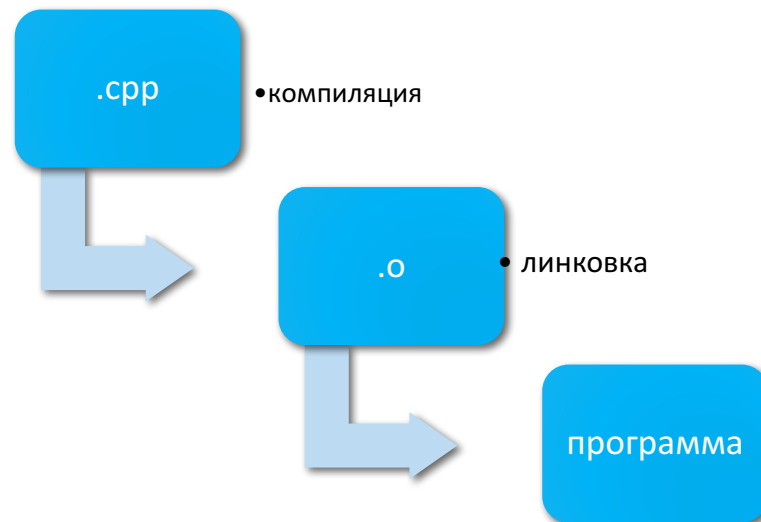 .cpp
•компиляция
.o
• линковка
программа